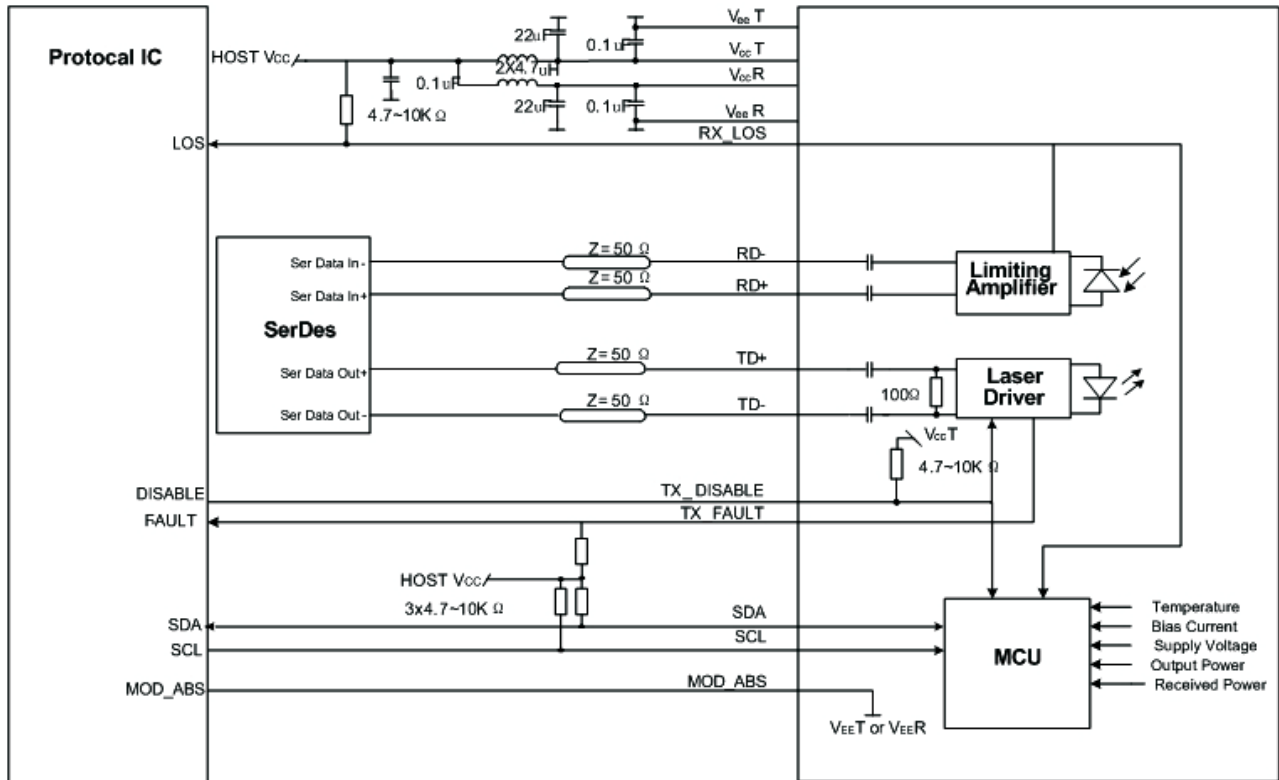 Protocal IC
HOST Vcc
22uF
0.1uF
Vee T
Vcc T
2X4.7uH
0.1uF
VccR
4.7~10K Ω
22uF
0.1uF
Vee R
LOS
RX_LOS
Ser Data In-
Z= 50 Ω
RD-
Limiting Amplifier
Ser Data In+
Z= 50 Ω
RD+
SerDes
Ser Data Out+
Z= 50 Ω
TD+
Laser Driver
100Ω
Ser Data Out-
Z= 50 Ω
TD-
VccT
4.7~10K Ω
DISABLE
TX_DISABLE
FAULT
TX_FAULT
HOST Vcc
3x4.7~10K Ω
SDA
SDA
SCL
SCL
MOD_ABS
MOD_ABS
VEET or VEER
MCU
Temperature
Bias Current
Supply Voltage
Output Power
Received Power